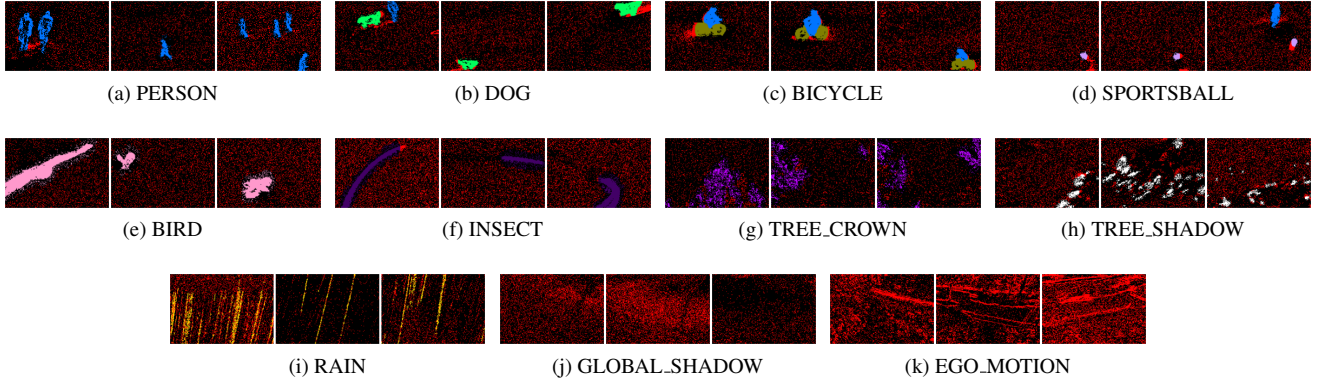 (a) PERSON
(b) DOG
(c) BICYCLE
(d) SPORTSBALL
(e) BIRD
(f) INSECT
(g) TREE_CROWN
(h) TREE_SHADOW
(i) RAIN
(j) GLOBAL_SHADOW
(k) EGO_MOTION